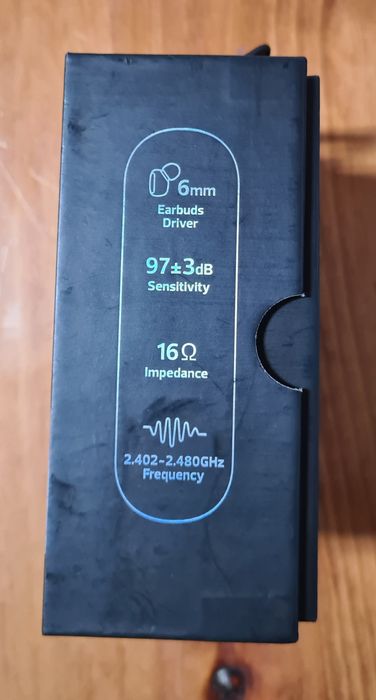 6mm
Earbuds
Driver
97±3dB
Sensitivity
16Ω
Impedance
2.402~2.480GHz
Frequency